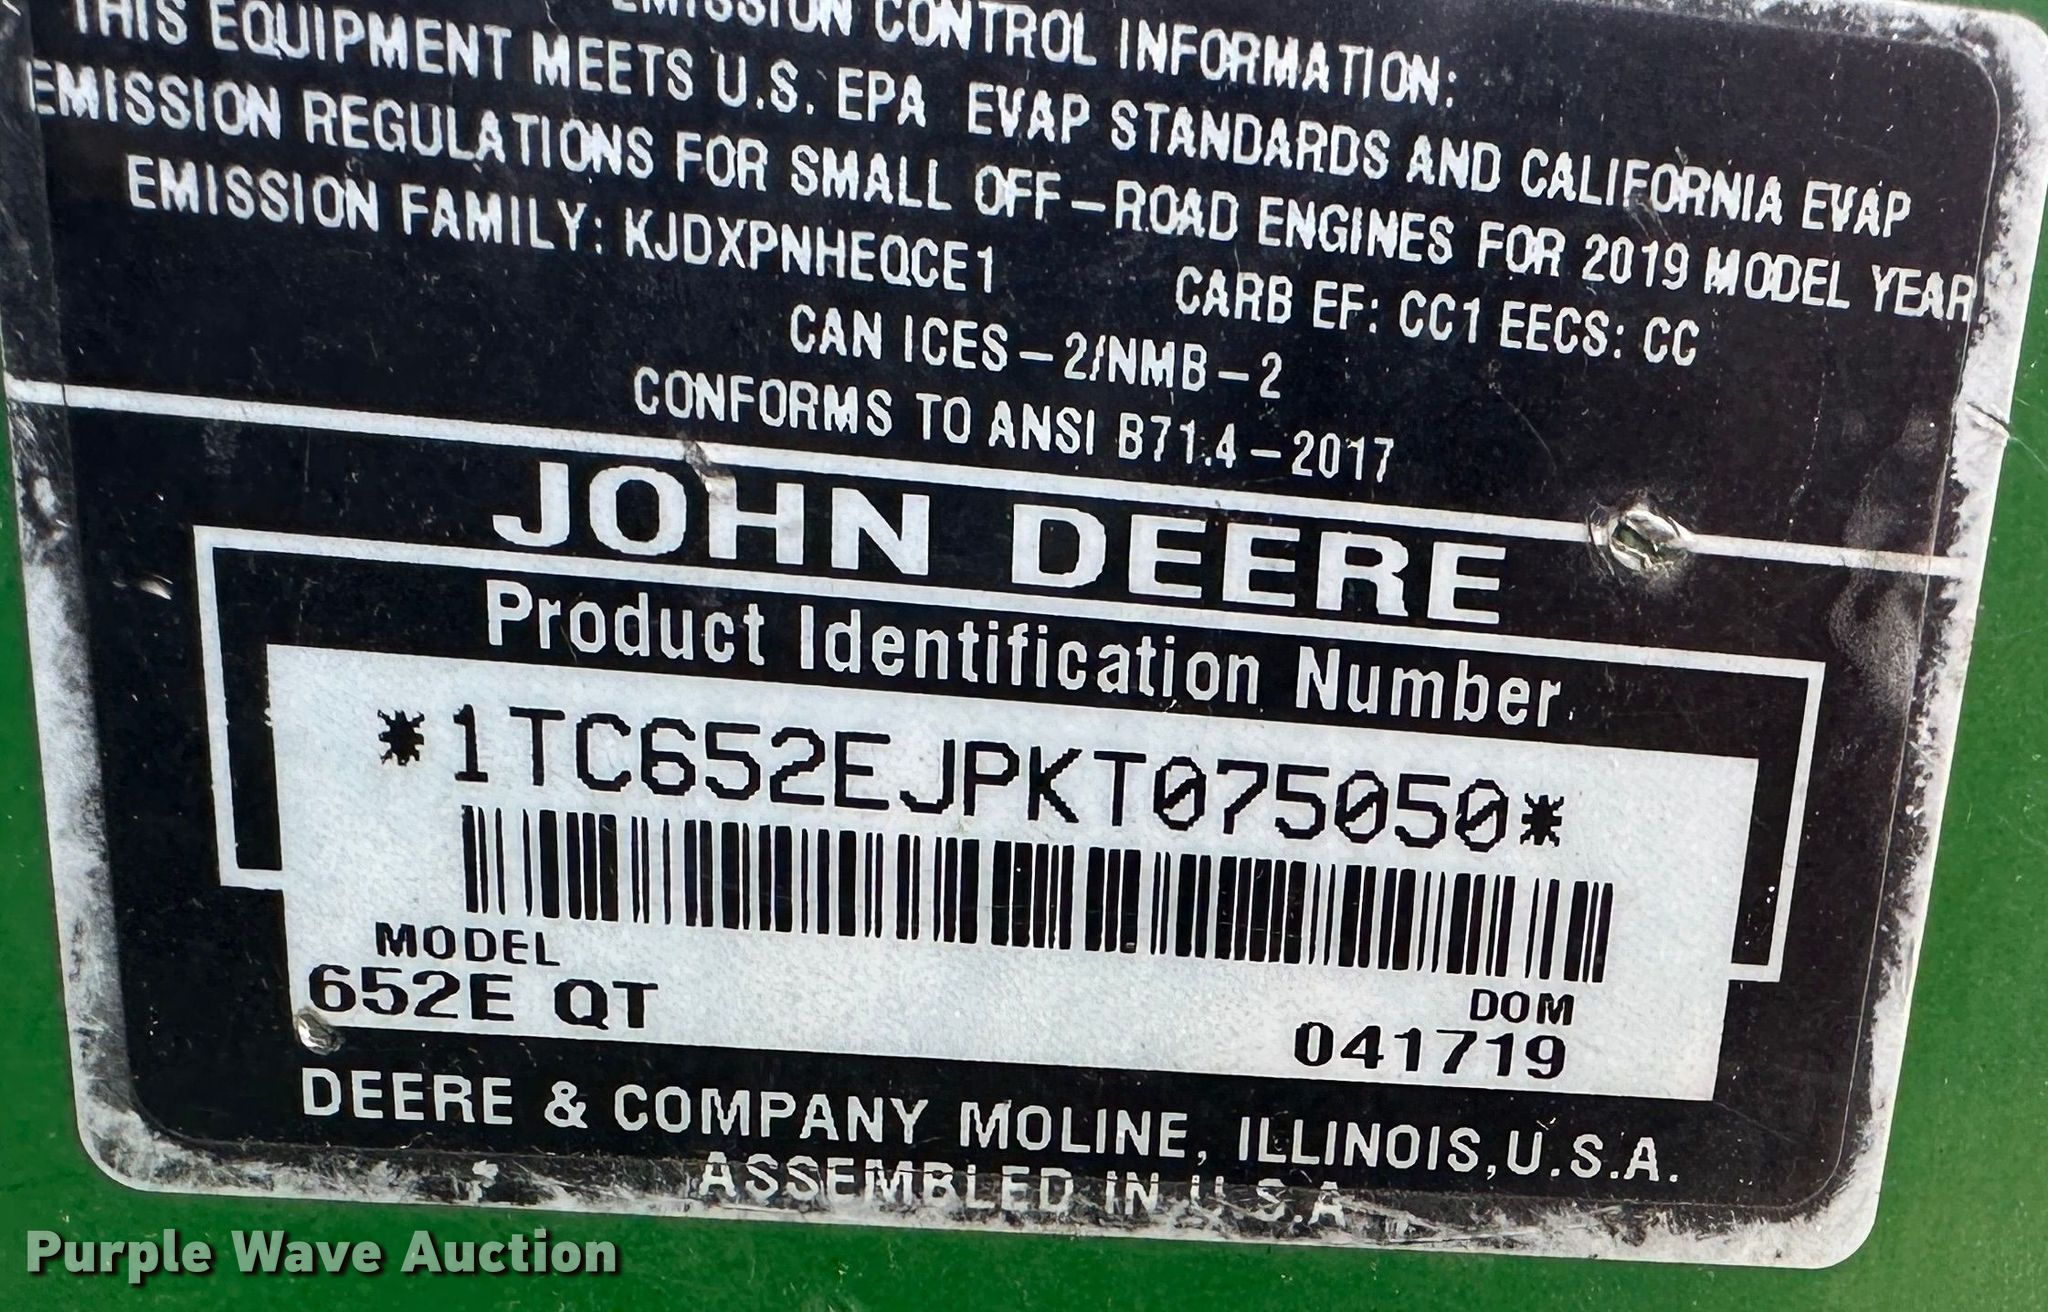 EMISSION CONTROL INFORMATION:
THIS EQUIPMENT MEETS U.S. EPA EVAP STANDARDS AND CALIFORNIA EVAP
EMISSION REGULATIONS FOR SMALL OFF-ROAD ENGINES FOR 2019 MODEL YEAR
EMISSION FAMILY: KJDXPNHEQCE1 CARB EF: CC1 EECS: CC
CAN ICES-2/NMB-2
CONFORMS TO ANSI B71.4-2017
JOHN DEERE
Product Identification Number
*1TC652EJPKT075050*
MODEL
652E QT
DOM
041719
DEERE & COMPANY MOLINE, ILLINOIS, U.S.A.
ASSEMBLED IN U.S.A
Purple Wave Auction